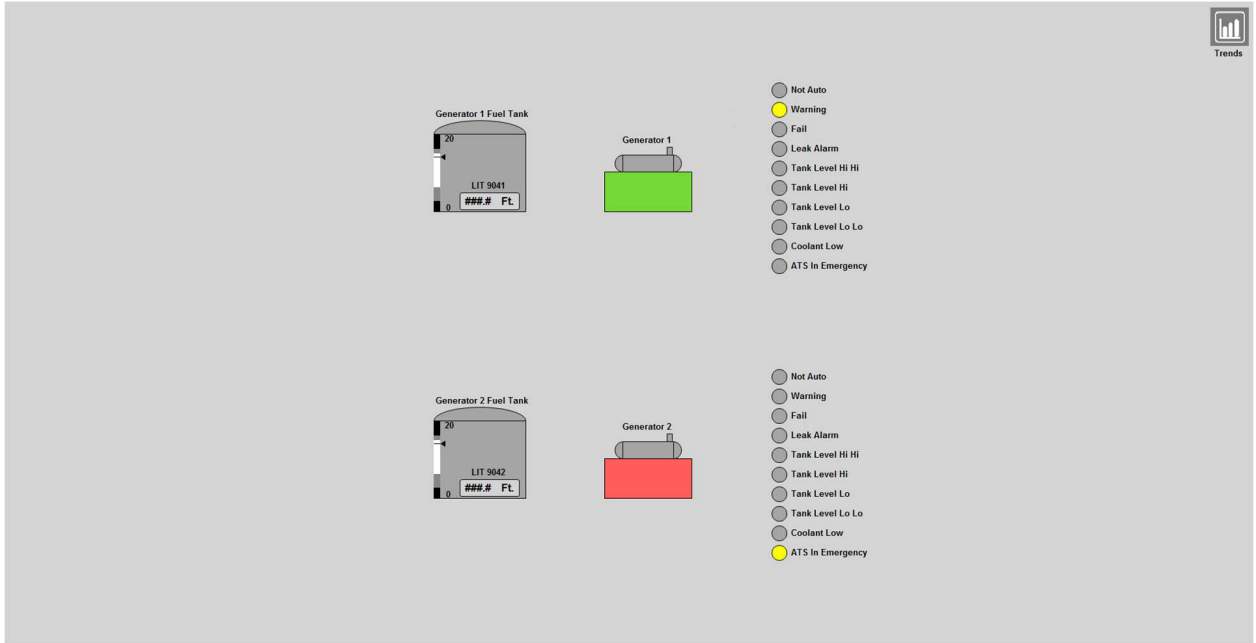 Trends
Generator 1 Fuel Tank
20
LIT 9041
###.# Ft.
0
Generator 1
Not Auto
Warning
Fail
Leak Alarm
Tank Level Hi Hi
Tank Level Hi
Tank Level Lo
Tank Level Lo Lo
Coolant Low
ATS In Emergency
Generator 2 Fuel Tank
20
LIT 9042
###.# Ft.
0
Generator 2
Not Auto
Warning
Fail
Leak Alarm
Tank Level Hi Hi
Tank Level Hi
Tank Level Lo
Tank Level Lo Lo
Coolant Low
ATS In Emergency